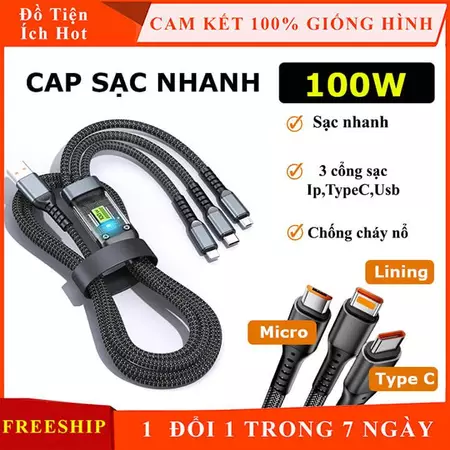 Đồ Tiện
Ích Hot
CAM KẾT 100% GIỐNG HÌNH
CAP SẠC NHANH
100W
Sạc nhanh
3 cổng sạc
Ip,TypeC,Usb
Chống cháy nổ
Lining
Micro
Type C
FREESHIP
1 ĐỔI 1 TRONG 7 NGÀY